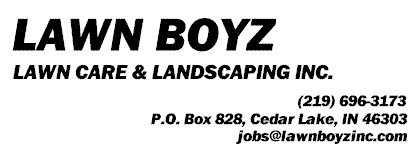 LAWN BOYZ
LAWN CARE & LANDSCAPING INC.
(219) 696-3173
P.O. Box 828, Cedar Lake, IN 46303
jobs@lawnboyzinc.com